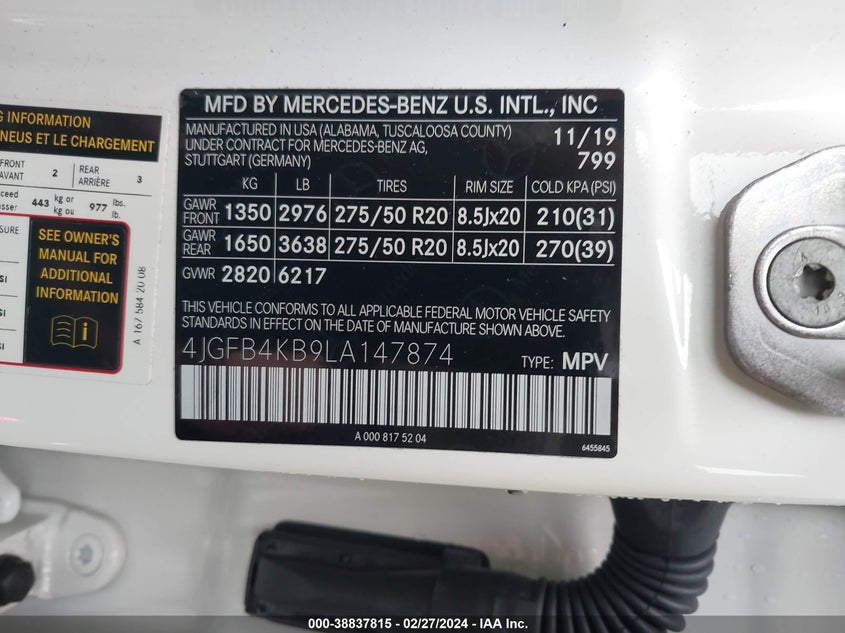 G INFORMATION
NEUS ET LE CHARGEMENT
FRONT
AVANT
2
REAR
ARRIÈRE
3
443
kg or
kg ou
977
lbs.
lb.
SEE OWNER'S
MANUAL FOR
ADDITIONAL
INFORMATION
i
A 167 584 20 08
MFD BY MERCEDES-BENZ U.S. INTL., INC
MANUFACTURED IN USA (ALABAMA, TUSCALOOSA COUNTY) 11/19
UNDER CONTRACT FOR MERCEDES-BENZ AG, 799
STUTTGART (GERMANY)
KG LB TIRES RIM SIZE COLD KPA (PSI)
GAWR FRONT 1350 2976 275/50 R20 8.5Jx20 210(31)
GAWR REAR 1650 3638 275/50 R20 8.5Jx20 270(39)
GVWR 2820 6217
THIS VEHICLE CONFORMS TO ALL APPLICABLE FEDERAL MOTOR VEHICLE SAFETY
STANDARDS IN EFFECT ON THE DATE OF MANUFACTURE SHOWN ABOVE.
4JGFB4KB9LA147874 TYPE: MPV
A 000 817 52 04
6455845
000-38837815 - 02/27/2024 - IAA Inc.